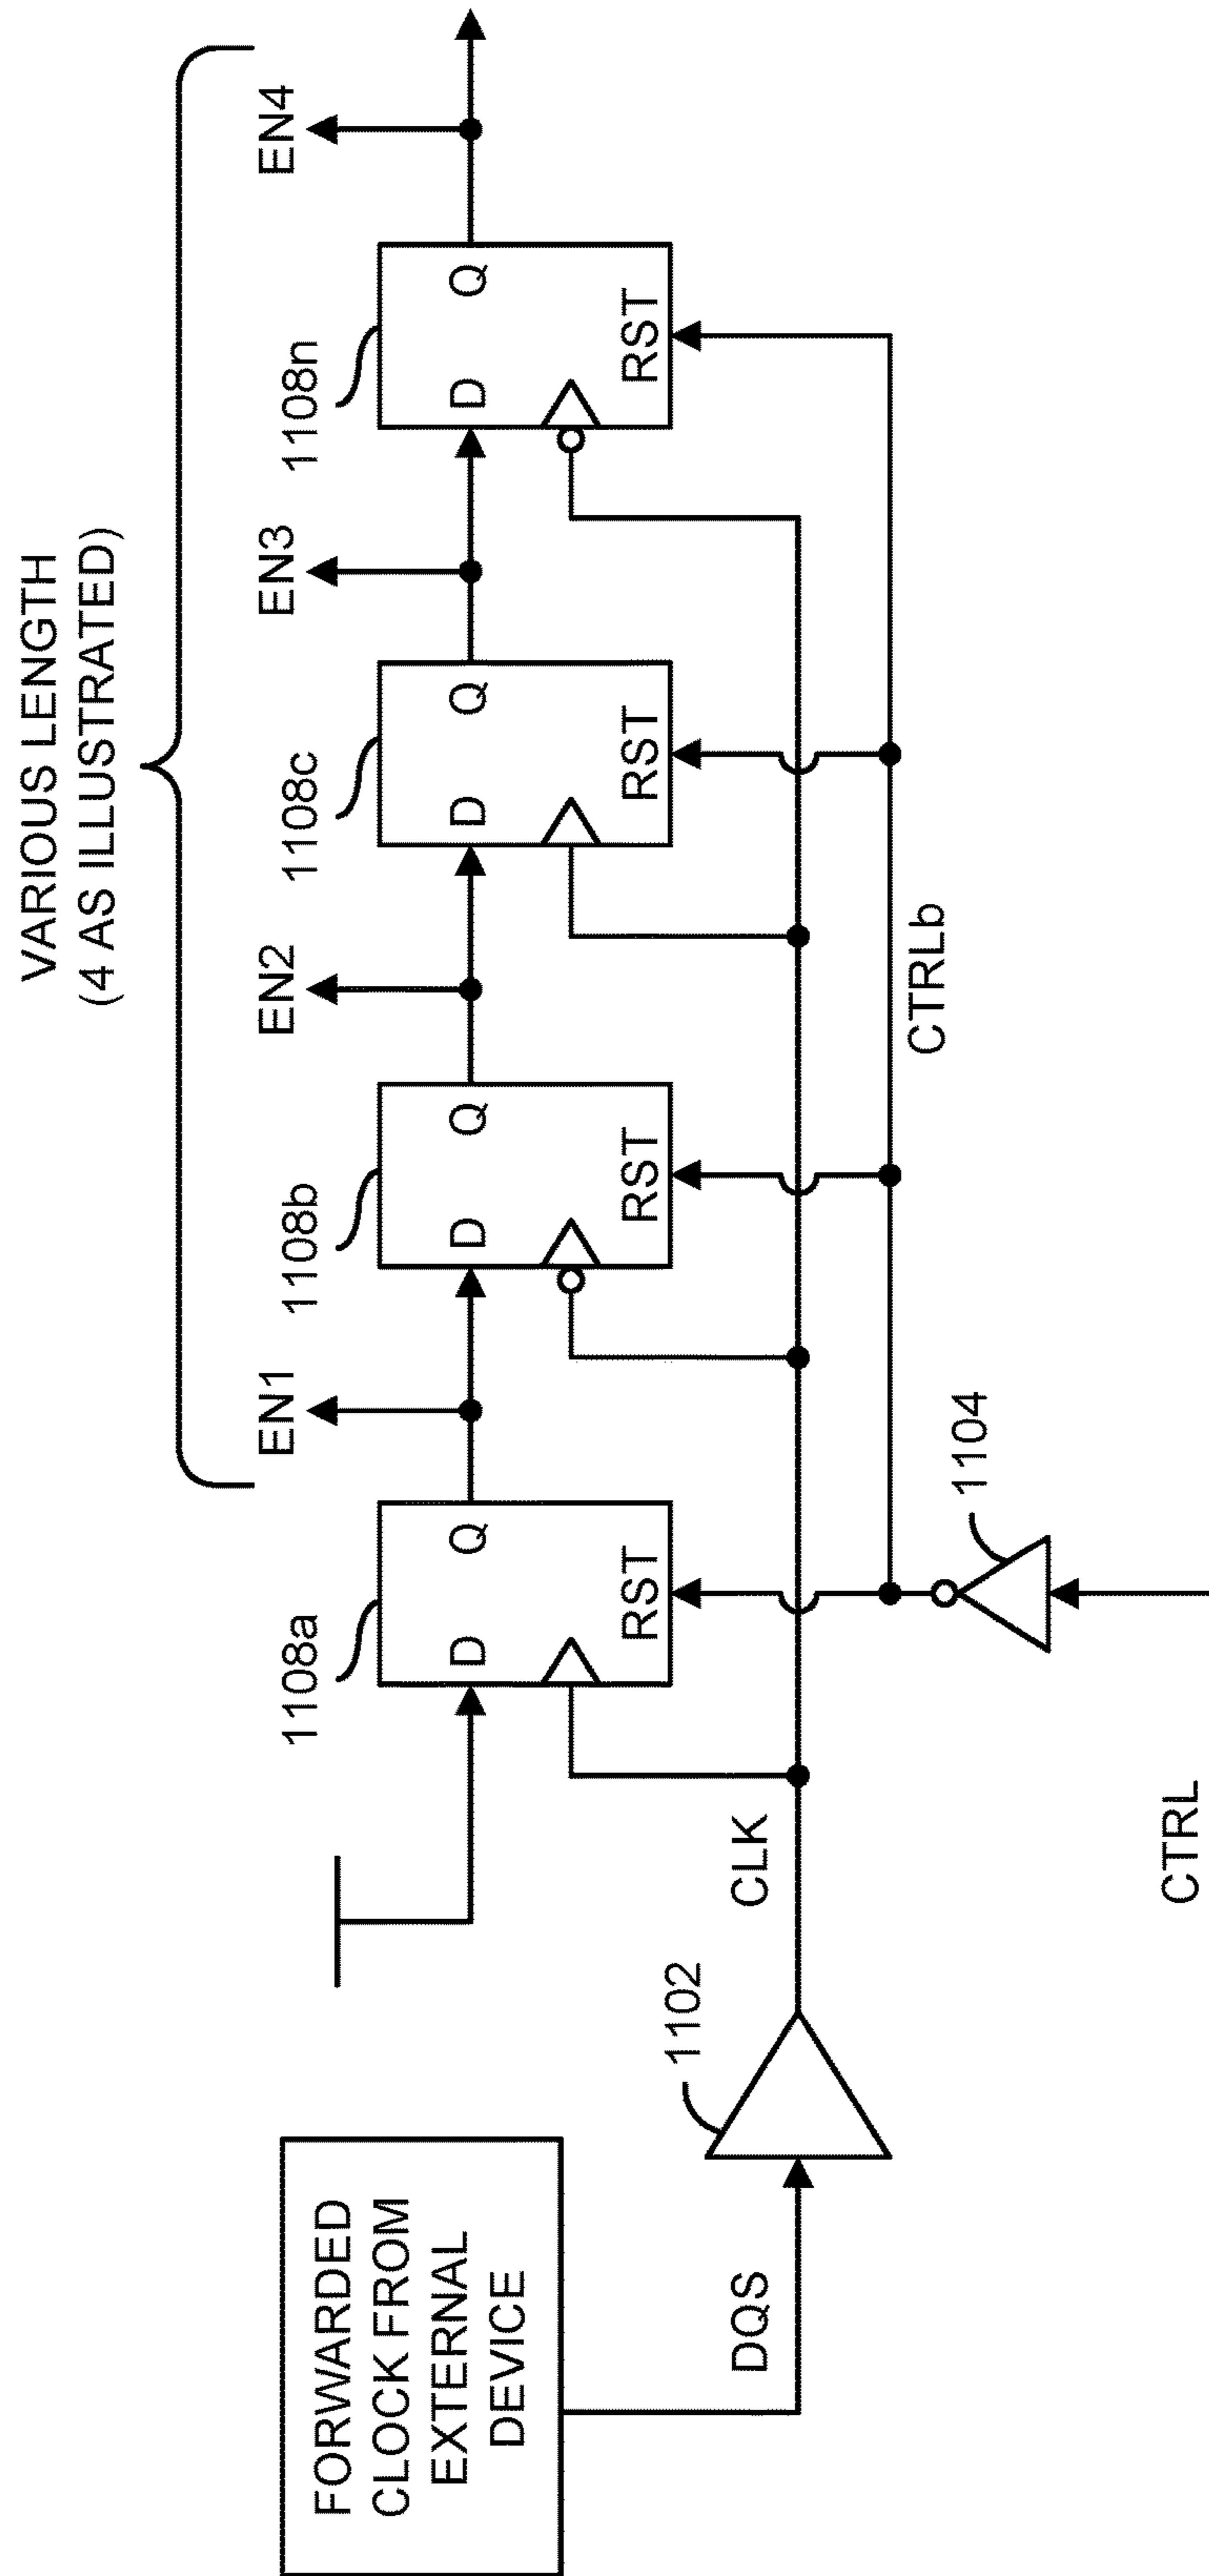 VARIOUS LENGTH
(4 AS ILLUSTRATED)
EN1
EN2
EN3
EN4
1108a
1108b
1108c
1108n
D
Q
RST
D
Q
RST
D
Q
RST
D
Q
RST
FORWARDED
CLOCK FROM
EXTERNAL
DEVICE
1102
DQS
CLK
CTRLb
1104
CTRL